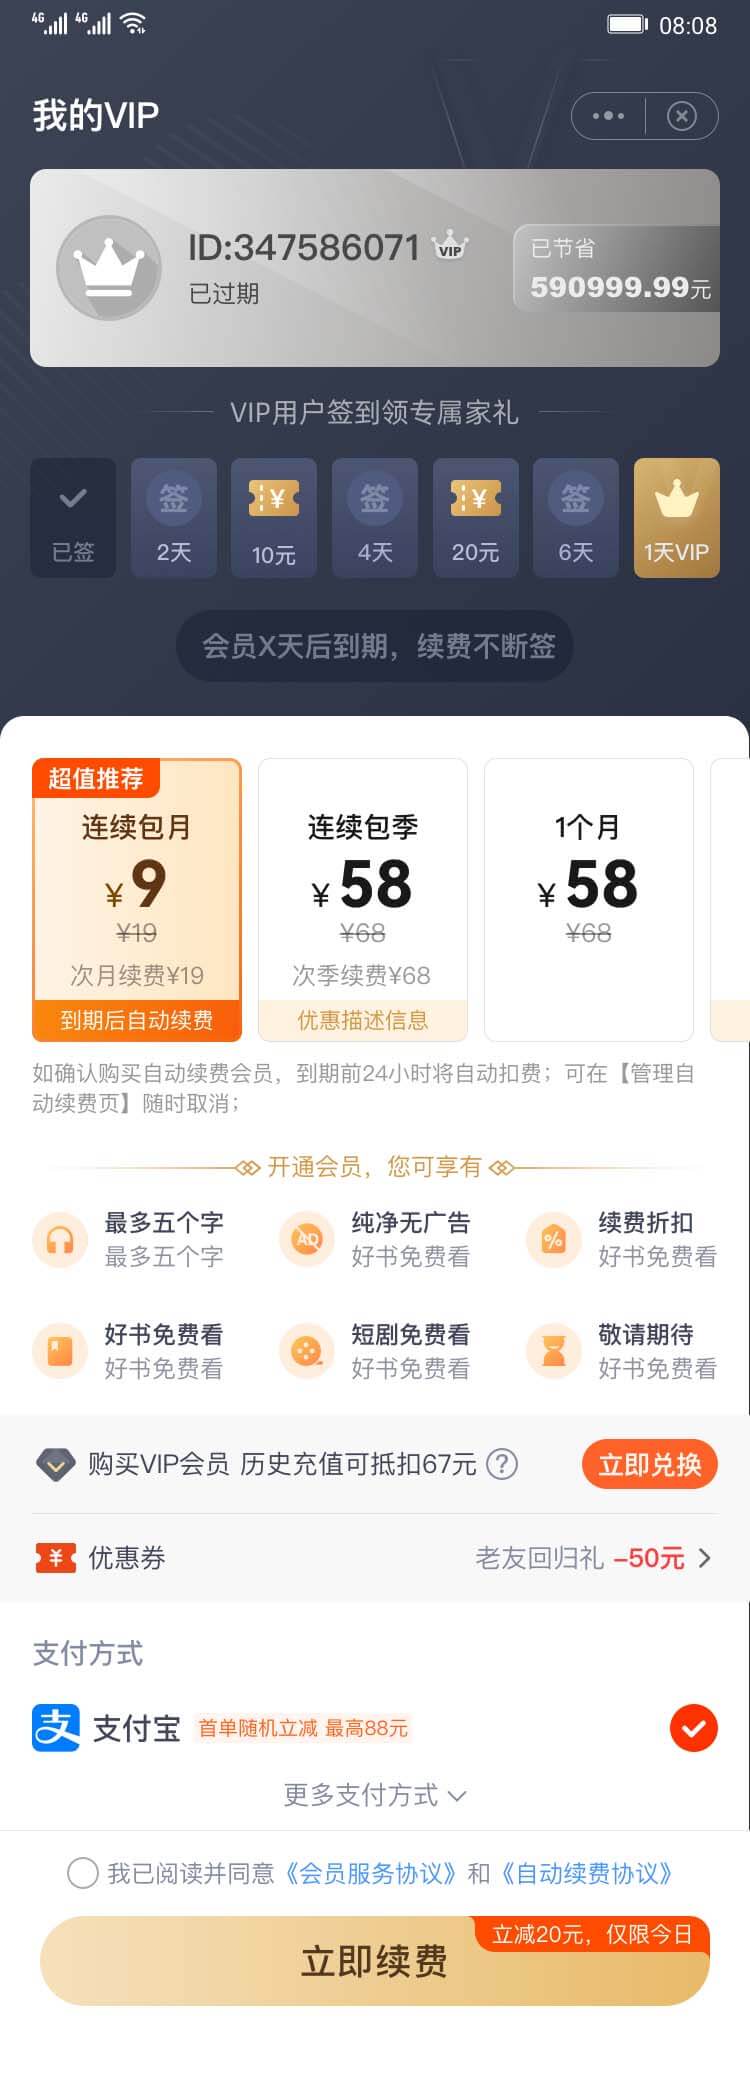 4G 4G 08:08
我的VIP
ID:347586071 VIP
已过期
已节省
590999.99元
VIP用户签到领专属家礼
签 ¥ 签 ¥ 签
已签 2天 10元 4天 20元 6天 1天VIP
会员X天后到期，续费不断签
超值推荐
连续包月
¥9
¥19
次月续费¥19
到期后自动续费
连续包季
¥58
¥68
次季续费¥68
优惠描述信息
1个月
¥58
¥68
如确认购买自动续费会员，到期前24小时将自动扣费；可在【管理自
动续费页】随时取消；
开通会员，您可享有
最多五个字
最多五个字
AD
纯净无广告
好书免费看
%
续费折扣
好书免费看
好书免费看
好书免费看
短剧免费看
好书免费看
敬请期待
好书免费看
购买VIP会员 历史充值可抵扣67元 ? 立即兑换
¥ 优惠券 老友回归礼 -50元
支付方式
支 支付宝 首单随机立减 最高88元
更多支付方式
我已阅读并同意《会员服务协议》和《自动续费协议》
立减20元，仅限今日
立即续费